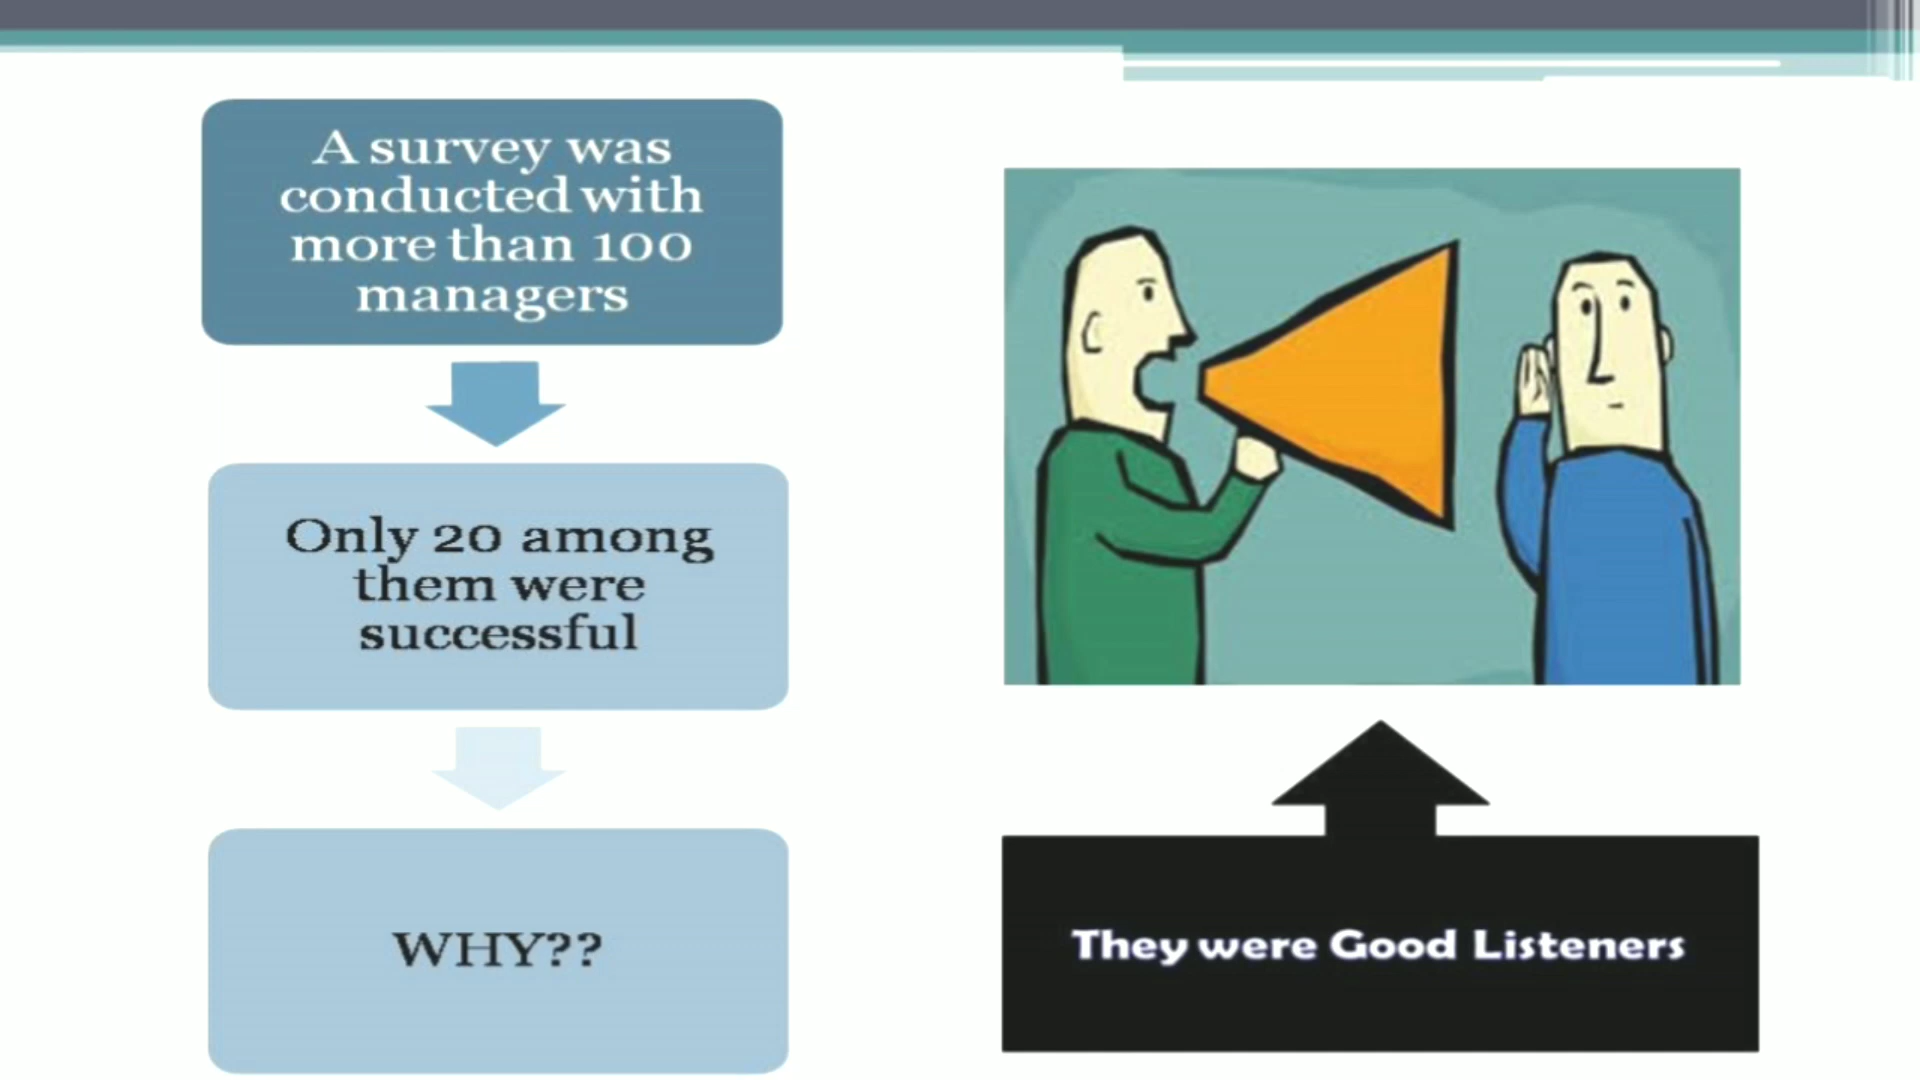 A survey was
conducted with
more than 100
managers
Only 20 among
them were
successful
WHY??
They were Good Listeners